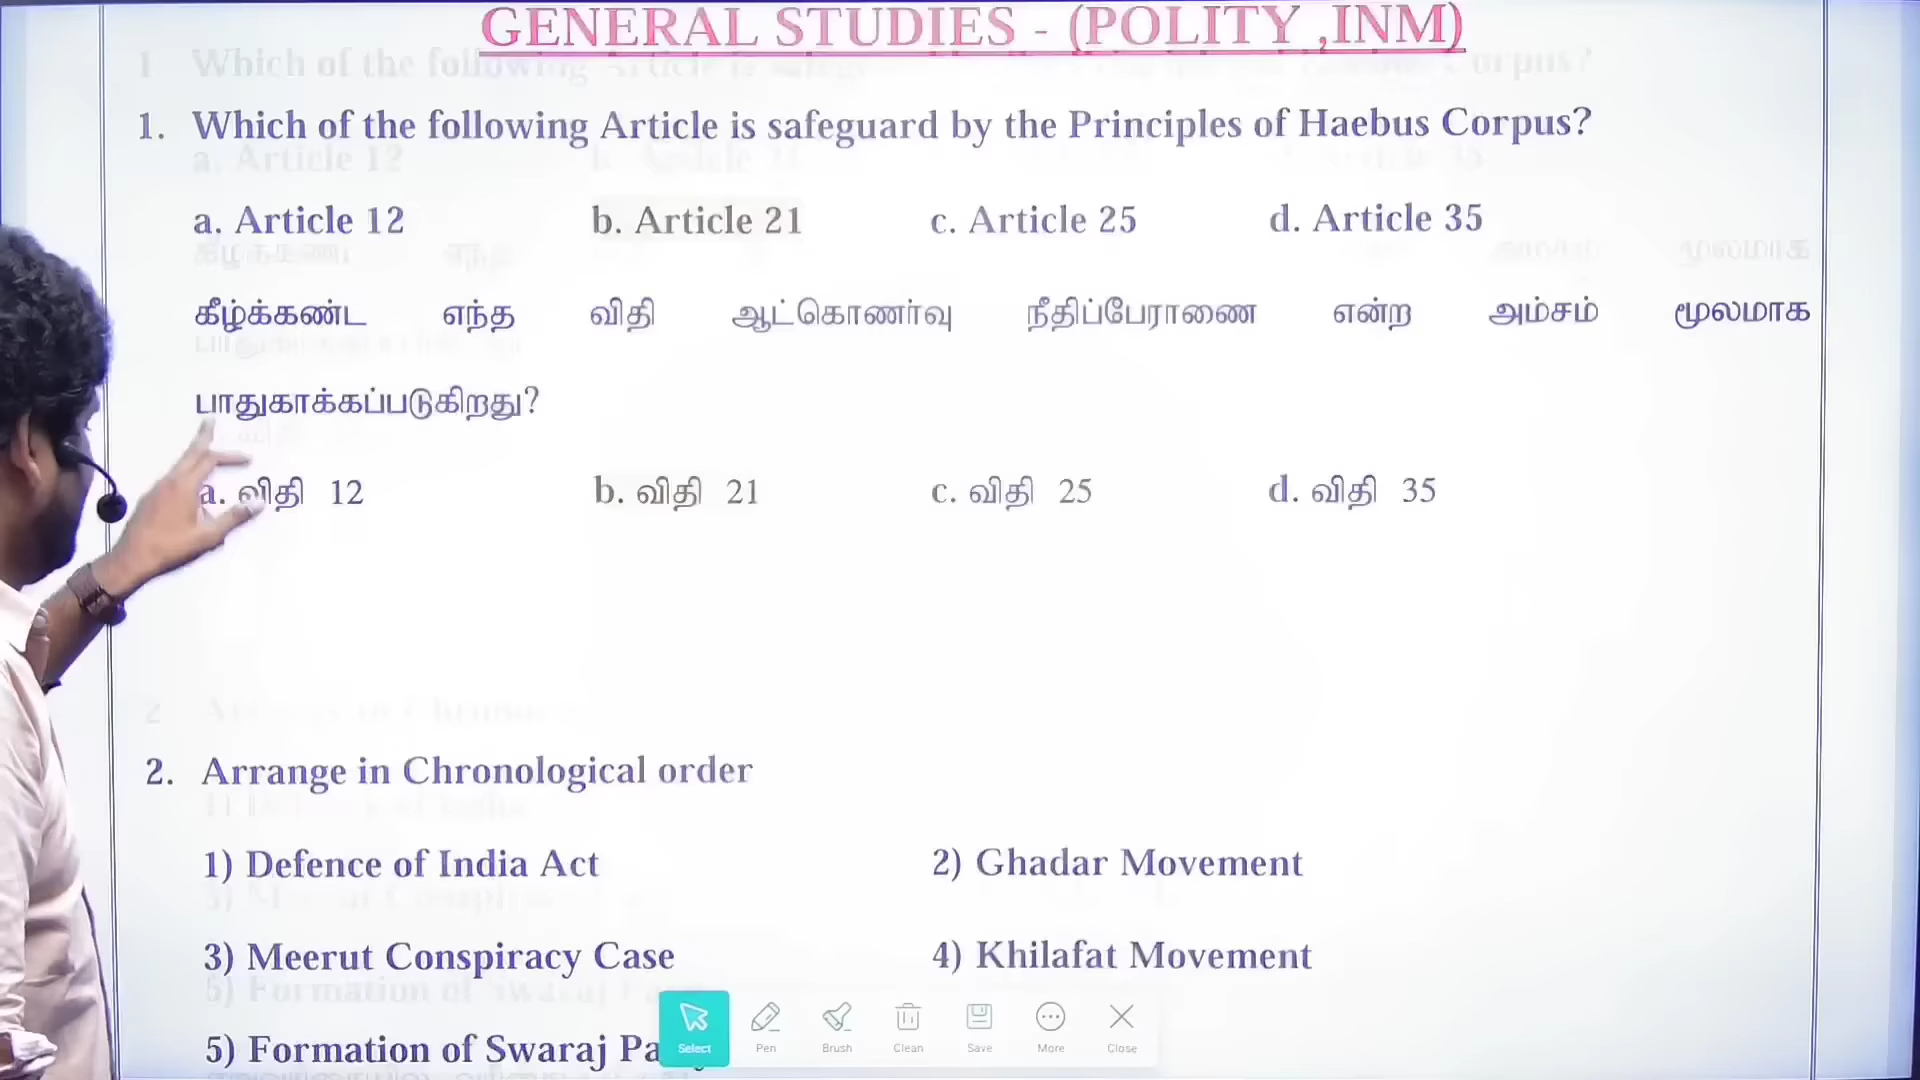 GENERAL STUDIES - (POLITY ,INM)
1. Which of the following Article is safeguard by the Principles of Haebus Corpus?
a. Article 12 b. Article 21 c. Article 25 d. Article 35
கீழ்க்கண்ட எந்த விதி ஆட்கொணர்வு நீதிப்பேராணை என்ற அம்சம் மூலமாக
பாதுகாக்கப்படுகிறது?
a. விதி 12 b. விதி 21 c. விதி 25 d. விதி 35
2. Arrange in Chronological order
1) Defence of India Act 2) Ghadar Movement
3) Meerut Conspiracy Case 4) Khilafat Movement
5) Formation of Swaraj Pa
Select Pen Brush Clean Save More Close